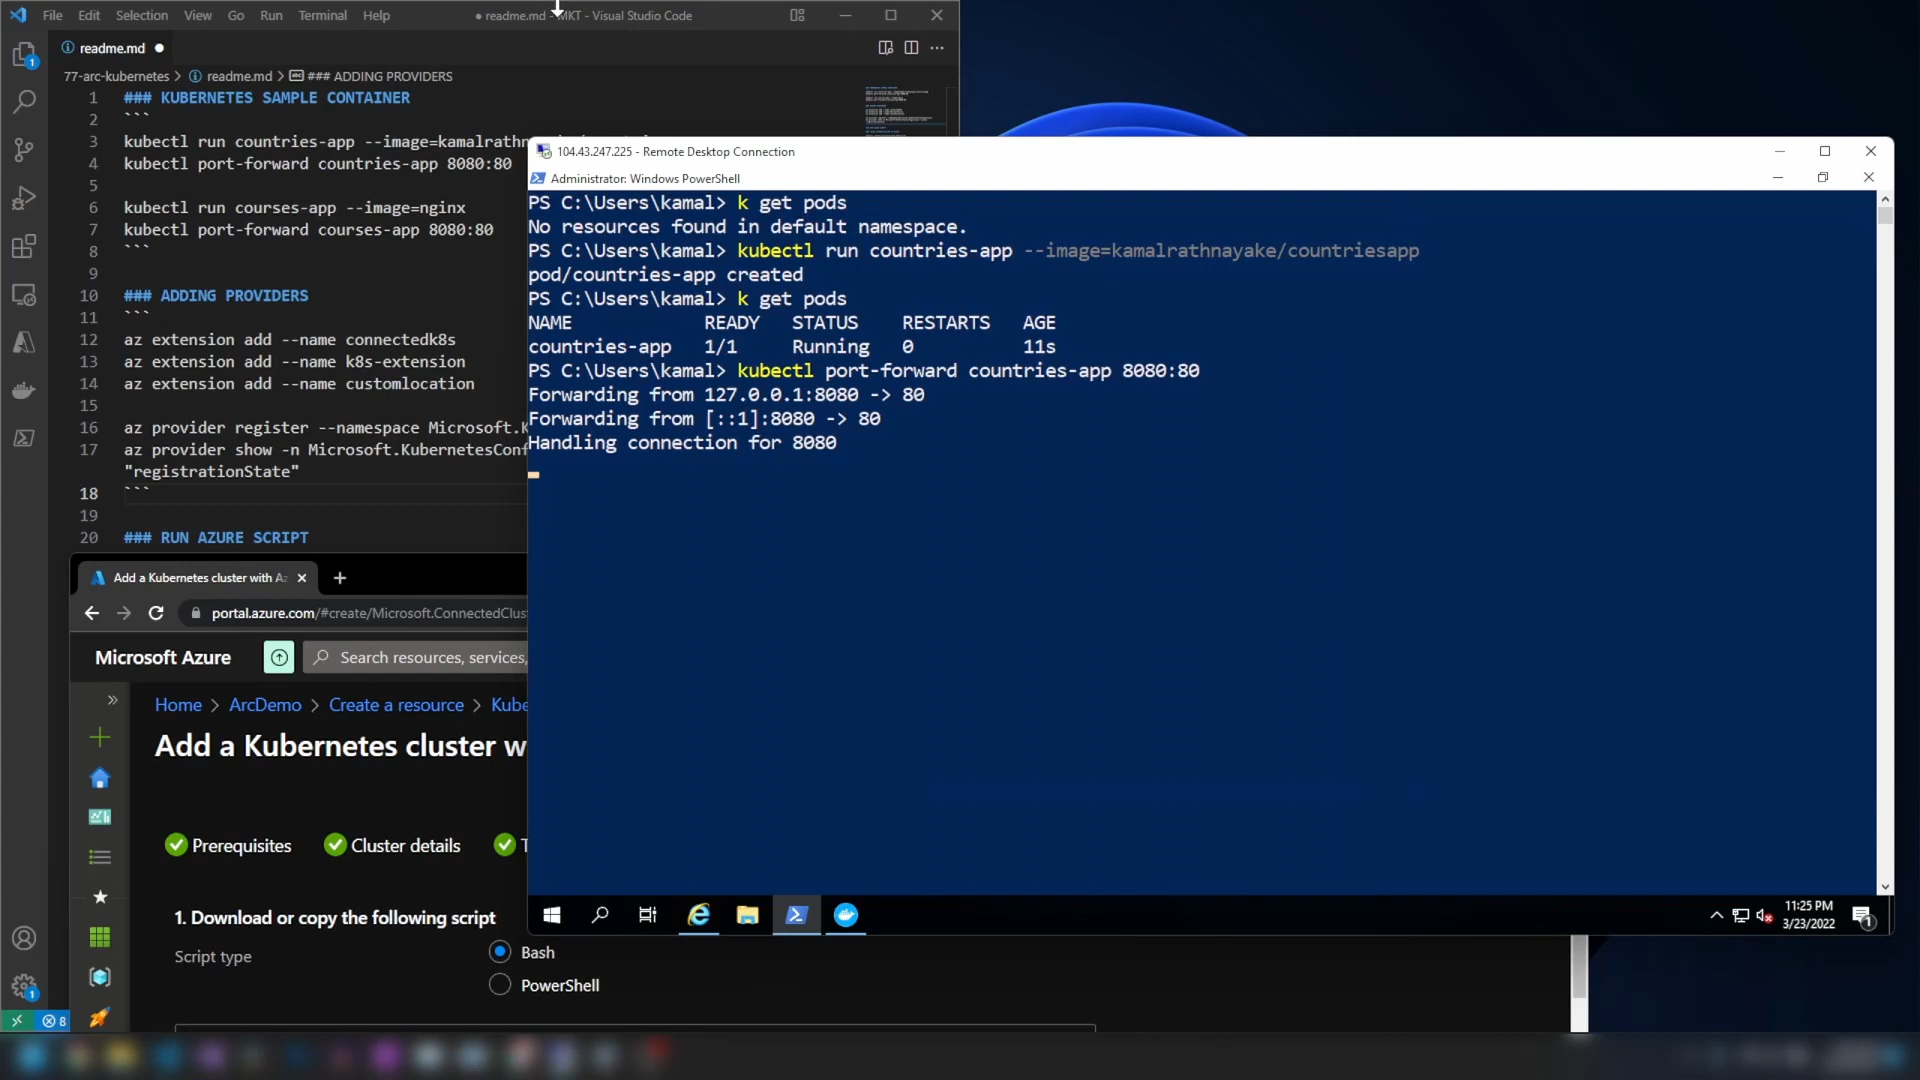 File Edit Selection View Go Run Terminal Help
● readme.md - MKT - Visual Studio Code
readme.md
77-arc-kubernetes > readme.md > ### ADDING PROVIDERS
1 ### KUBERNETES SAMPLE CONTAINER
2 ```
3 kubectl run countries-app --image=kamalrathn
4 kubectl port-forward countries-app 8080:80
5
6 kubectl run courses-app --image=nginx
7 kubectl port-forward courses-app 8080:80
8 ```
9
10 ### ADDING PROVIDERS
11 ```
12 az extension add --name connectedk8s
13 az extension add --name k8s-extension
14 az extension add --name customlocation
15
16 az provider register --namespace Microsoft.K
17 az provider show -n Microsoft.KubernetesConf
"registrationState"
18 ```
19
20 ### RUN AZURE SCRIPT
1
1
8
104.43.247.225 - Remote Desktop Connection
Administrator: Windows PowerShell
PS C:\Users\kamal> k get pods
No resources found in default namespace.
PS C:\Users\kamal> kubectl run countries-app --image=kamalrathnayake/countriesapp
pod/countries-app created
PS C:\Users\kamal> k get pods
NAME READY STATUS RESTARTS AGE
countries-app 1/1 Running 0 11s
PS C:\Users\kamal> kubectl port-forward countries-app 8080:80
Forwarding from 127.0.0.1:8080 -> 80
Forwarding from [::1]:8080 -> 80
Handling connection for 8080
11:25 PM
3/23/2022
1
Add a Kubernetes cluster with Az
portal.azure.com/#create/Microsoft.ConnectedClus
Microsoft Azure
Search resources, services,
Home > ArcDemo > Create a resource > Kube
Add a Kubernetes cluster w
Prerequisites Cluster details T
1. Download or copy the following script
Script type
Bash
PowerShell